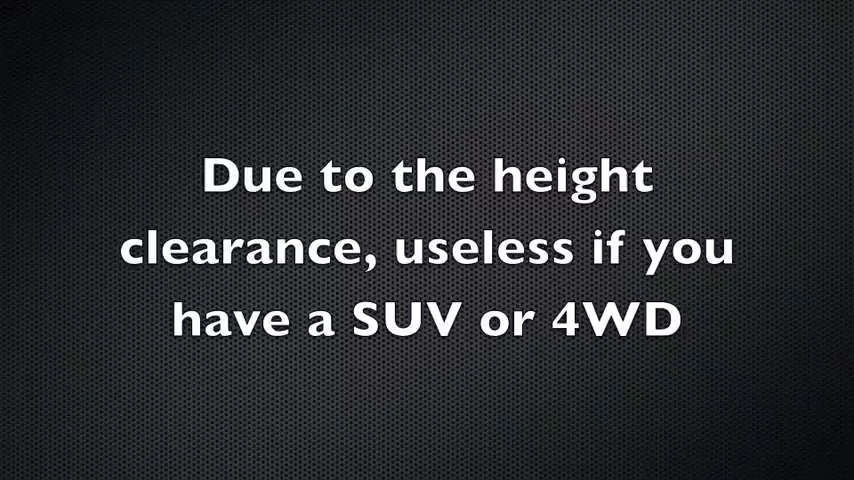 Due to the height
clearance, useless if you
have a SUV or 4WD